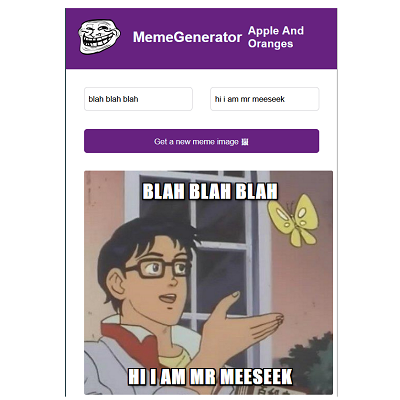 MemeGenerator
Apple And
Oranges
blah blah blah
hi i am mr meeseek
Get a new meme image 🖼
BLAH BLAH BLAH
HI I AM MR MEESEEK